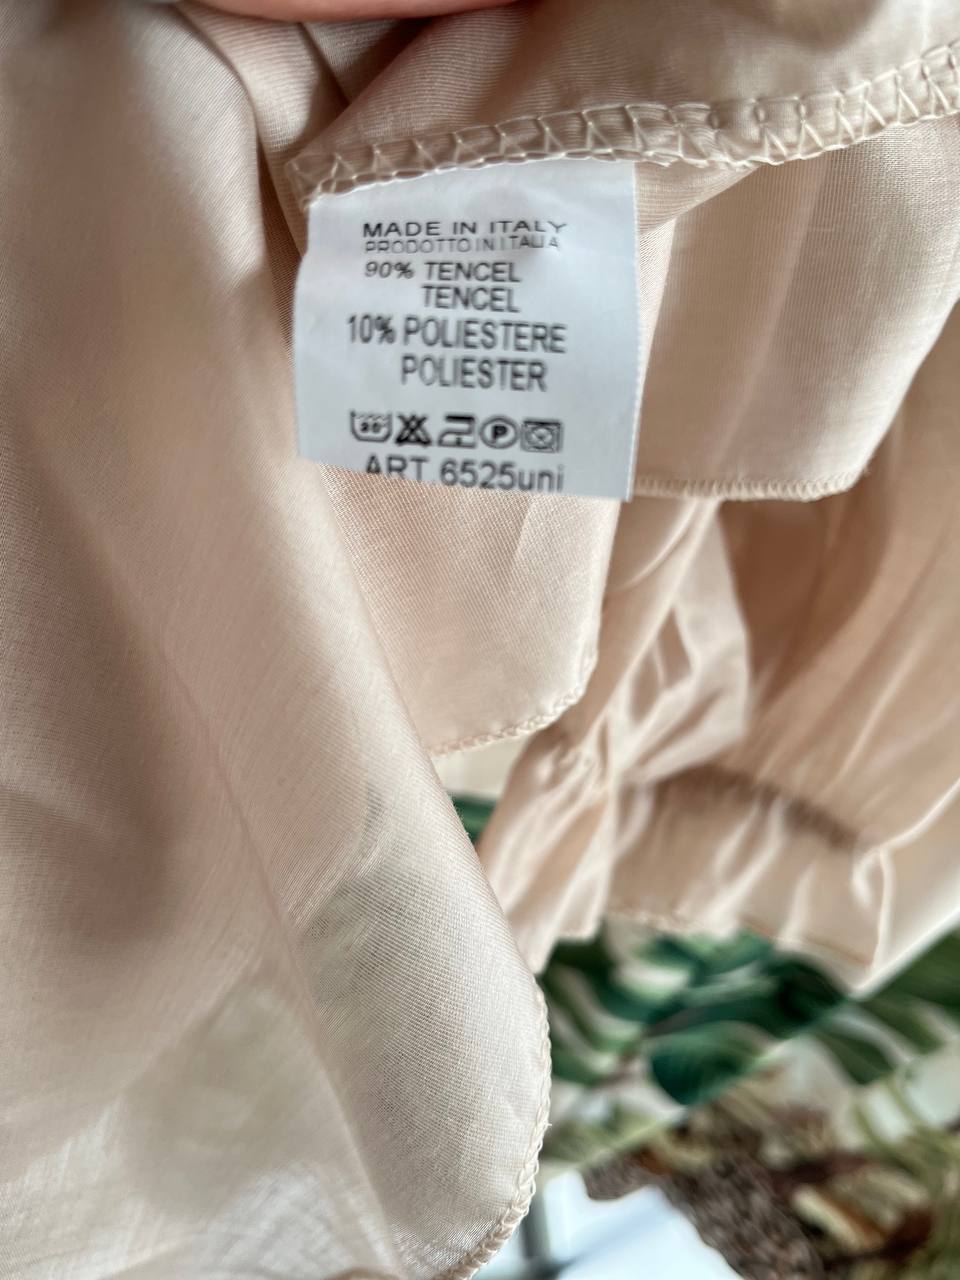 MADE IN ITALY
PRODOTTO IN ITALIA
90% TENCEL
TENCEL
10% POLIESTERE
POLIESTER
P
ART. 6525uni